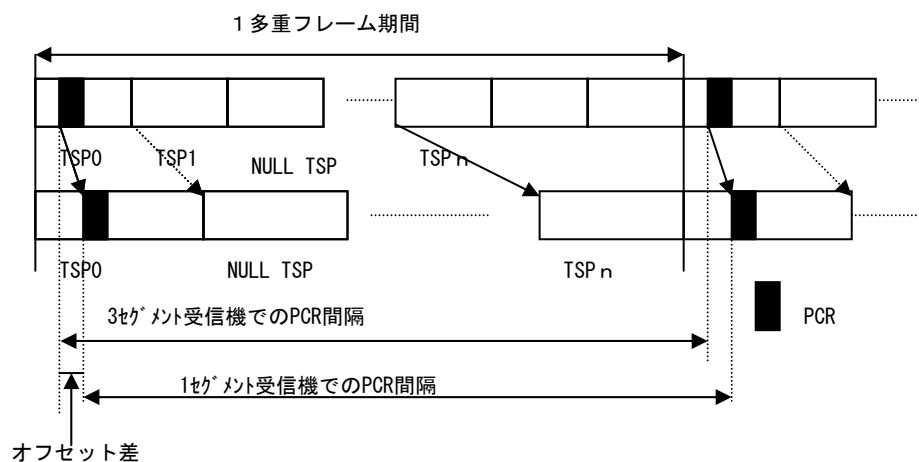 １多重フレーム期間
TSP0 TSP1 NULL TSP TSPｎ
TSP0 NULL TSP TSPｎ
3ｾｸﾞﾒﾝﾄ受信機でのPCR間隔
PCR
1ｾｸﾞﾒﾝﾄ受信機でのPCR間隔
オフセット差